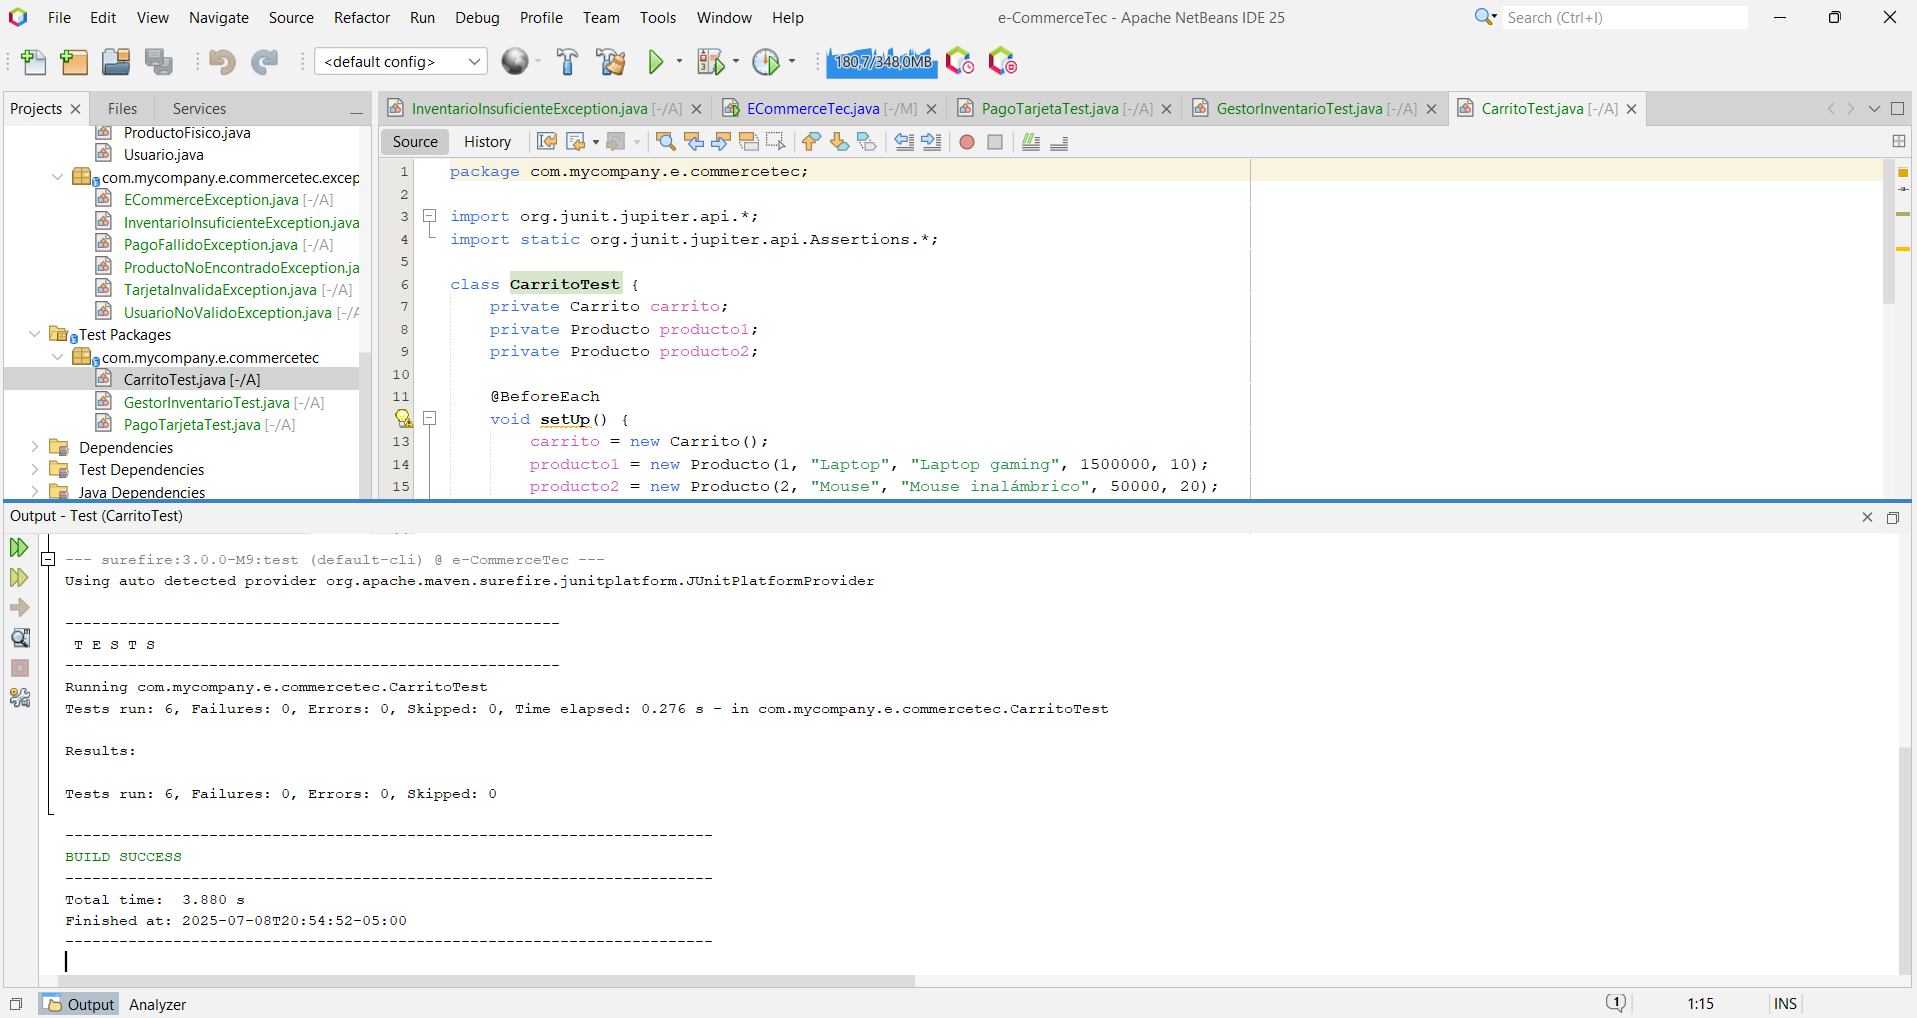 File Edit View Navigate Source Refactor Run Debug Profile Team Tools Window Help
e-CommerceTec - Apache NetBeans IDE 25
Search (Ctrl+I)
<default config>
180,7/348,0MB
Projects Files Services
InventarioInsuficienteException.java [-/A]
ECommerceTec.java [-/M]
PagoTarjetaTest.java [-/A]
GestorInventarioTest.java [-/A]
CarritoTest.java [-/A]
ProductoFisico.java
Usuario.java
com.mycompany.e.commercetec.excep
ECommerceException.java [-/A]
InventarioInsuficienteException.java
PagoFallidoException.java [-/A]
ProductoNoEncontradoException.ja
TarjetaInvalidaException.java [-/A]
UsuarioNoValidoException.java [-/A
Test Packages
com.mycompany.e.commercetec
CarritoTest.java [-/A]
GestorInventarioTest.java [-/A]
PagoTarjetaTest.java [-/A]
Dependencies
Test Dependencies
Java Dependencies
Source History
1 package com.mycompany.e.commercetec;
2
3 import org.junit.jupiter.api.*;
4 import static org.junit.jupiter.api.Assertions.*;
5
6 class CarritoTest {
7 private Carrito carrito;
8 private Producto producto1;
9 private Producto producto2;
10
11 @BeforeEach
void setUp() {
13 carrito = new Carrito();
14 producto1 = new Producto(1, "Laptop", "Laptop gaming", 1500000, 10);
15 producto2 = new Producto(2, "Mouse", "Mouse inalámbrico", 50000, 20);
Output - Test (CarritoTest)
--- surefire:3.0.0-M9:test (default-cli) @ e-CommerceTec ---
Using auto detected provider org.apache.maven.surefire.junitplatform.JUnitPlatformProvider
-------------------------------------------------------
T E S T S
-------------------------------------------------------
Running com.mycompany.e.commercetec.CarritoTest
Tests run: 6, Failures: 0, Errors: 0, Skipped: 0, Time elapsed: 0.276 s - in com.mycompany.e.commercetec.CarritoTest
Results:
Tests run: 6, Failures: 0, Errors: 0, Skipped: 0
------------------------------------------------------------------------
BUILD SUCCESS
------------------------------------------------------------------------
Total time: 3.880 s
Finished at: 2025-07-08T20:54:52-05:00
------------------------------------------------------------------------
Output Analyzer
1
1:15
INS